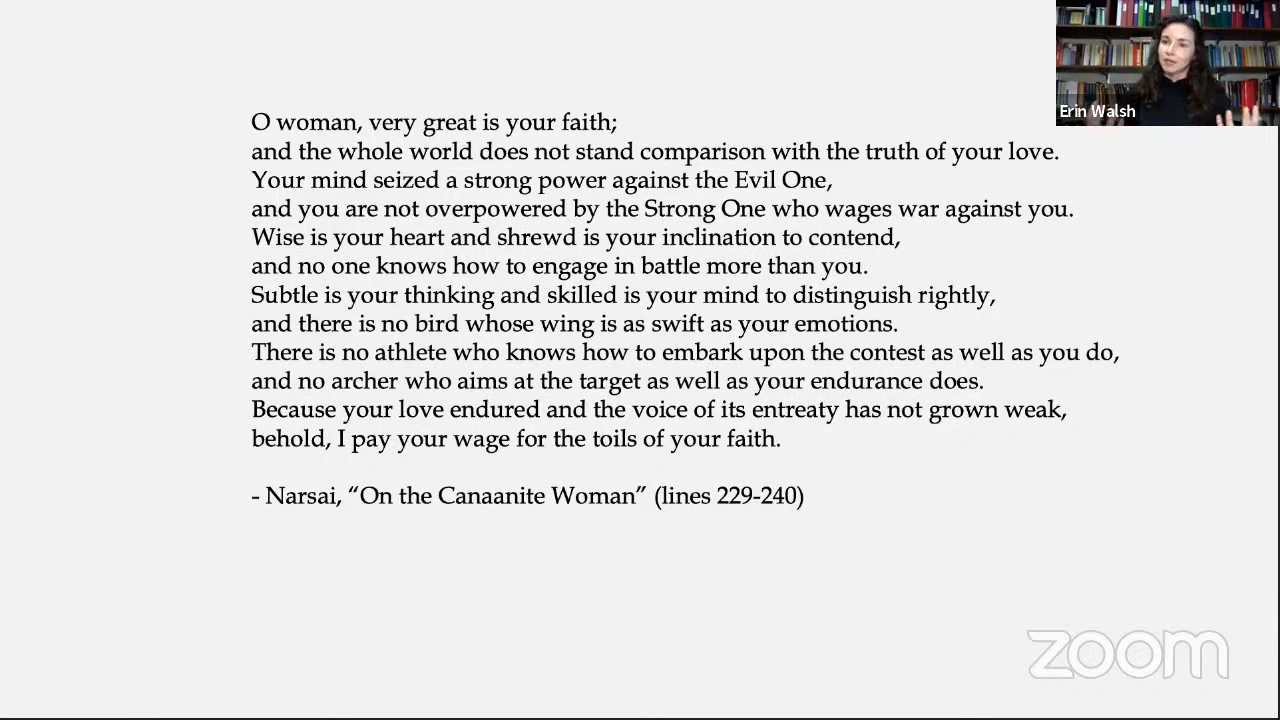 Erin Walsh
O woman, very great is your faith;
and the whole world does not stand comparison with the truth of your love.
Your mind seized a strong power against the Evil One,
and you are not overpowered by the Strong One who wages war against you.
Wise is your heart and shrewd is your inclination to contend,
and no one knows how to engage in battle more than you.
Subtle is your thinking and skilled is your mind to distinguish rightly,
and there is no bird whose wing is as swift as your emotions.
There is no athlete who knows how to embark upon the contest as well as you do,
and no archer who aims at the target as well as your endurance does.
Because your love endured and the voice of its entreaty has not grown weak,
behold, I pay your wage for the toils of your faith.
- Narsai, “On the Canaanite Woman” (lines 229-240)
zoom